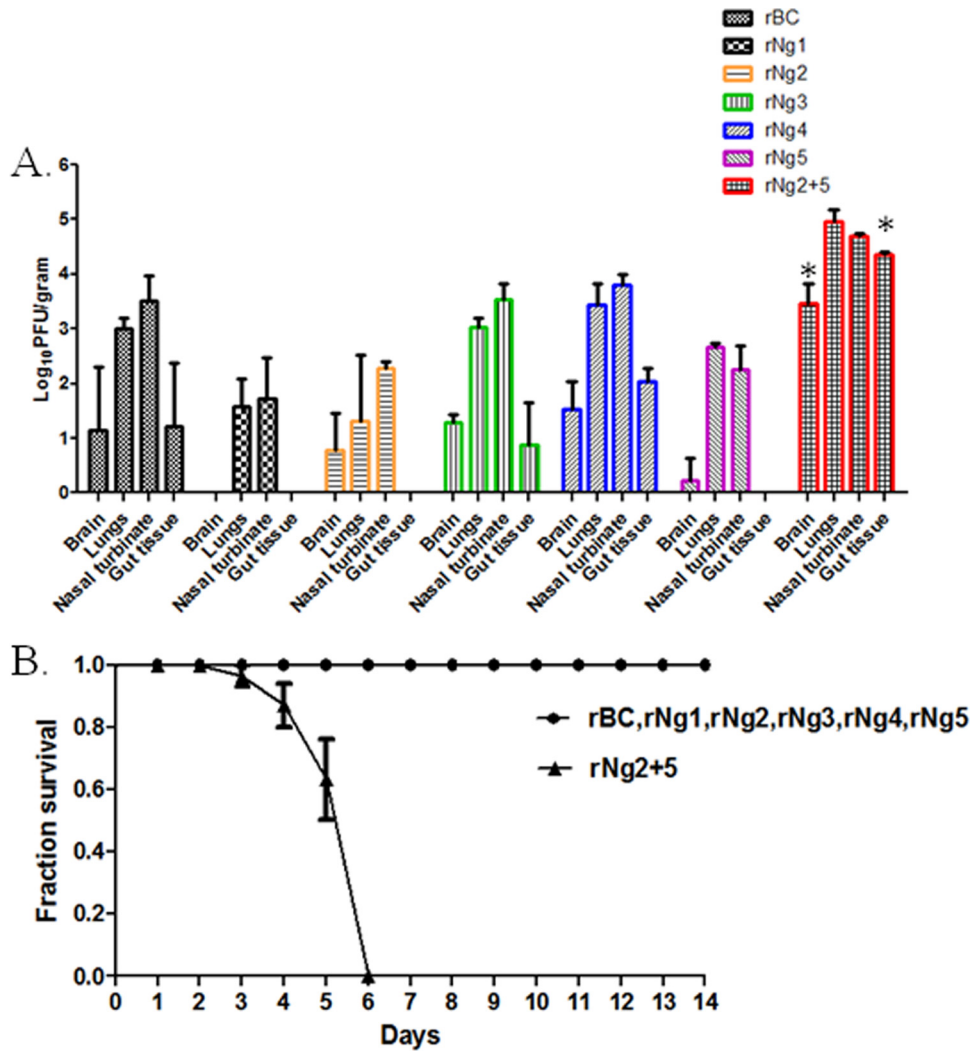 rBC
rNg1
rNg2
rNg3
rNg4
rNg5
rNg2+5
A.
Log₁₀PFU/gram
6
5
4
3
2
1
0
* *
Brain Lungs Nasal turbinate Gut tissue Brain Lungs Nasal turbinate Gut tissue Brain Lungs Nasal turbinate Gut tissue Brain Lungs Nasal turbinate Gut tissue Brain Lungs Nasal turbinate Gut tissue Brain Lungs Nasal turbinate Gut tissue Brain Lungs Nasal turbinate Gut tissue
B.
Fraction survival
1.0
0.8
0.6
0.4
0.2
0.0
rBC,rNg1,rNg2,rNg3,rNg4,rNg5
rNg2+5
0 1 2 3 4 5 6 7 8 9 10 11 12 13 14
Days